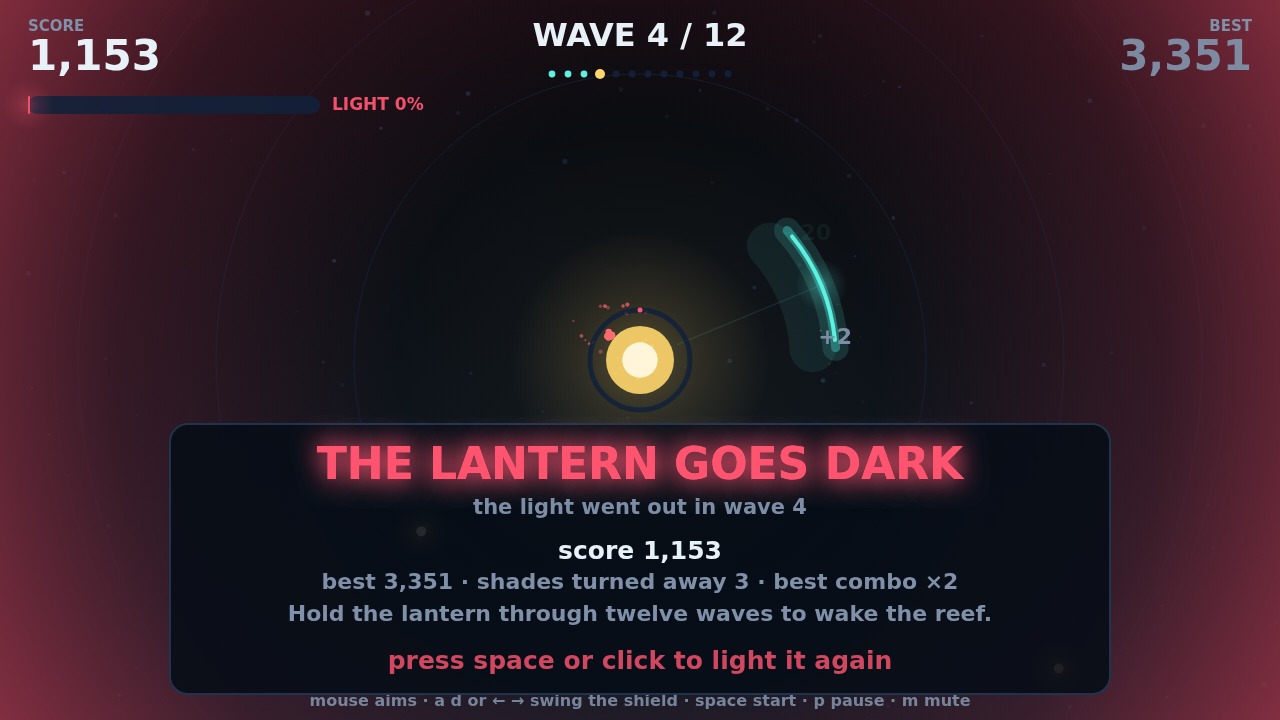 SCORE
1,153
WAVE 4 / 12
BEST
3,351
LIGHT 0%
20
+2
THE LANTERN GOES DARK
the light went out in wave 4
score 1,153
best 3,351 · shades turned away 3 · best combo ×2
Hold the lantern through twelve waves to wake the reef.
press space or click to light it again
mouse aims · a d or ← → swing the shield · space start · p pause · m mute